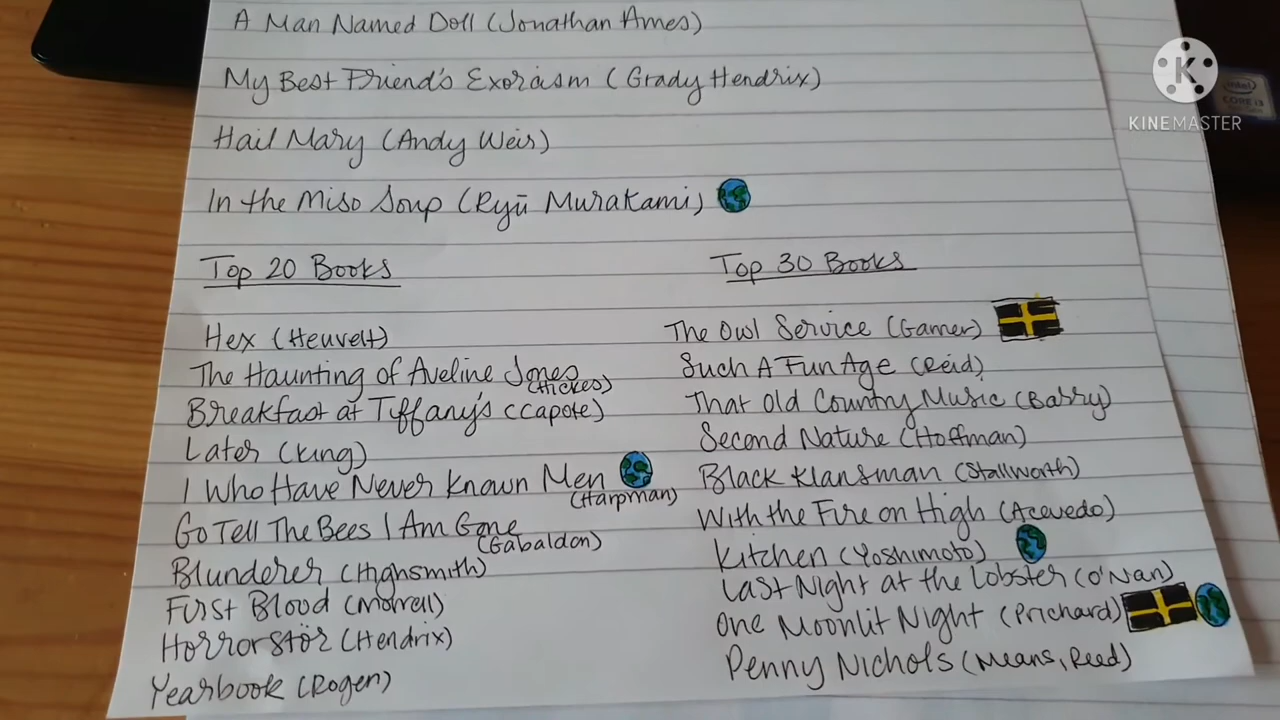 A Man Named Doll (Jonathan Ames)
My Best Friend's Exorcism (Grady Hendrix)
Hail Mary (Andy Weir)
In the Miso Soup (Ryū Murakami)
Top 20 Books
Hex (Heuvelt)
The Haunting of Aveline Jones
(Hickes)
Breakfast at Tiffany's (Capote)
Later (King)
I Who Have Never Known Men
(Harpman)
Go Tell The Bees I Am Gone
(Gabaldon)
Blunderer (Highsmith)
First Blood (Morrell)
Horrorstör (Hendrix)
Yearbook (Rogen)
Top 30 Books
The Owl Service (Garner)
Such A Fun Age (Reid)
That Old Country Music (Barry)
Second Nature (Hoffman)
Black Klansman (Stallworth)
With the Fire on High (Acevedo)
Kitchen (Yoshimoto)
Last Night at the Lobster (O'Nan)
One Moonlit Night (Prichard)
Penny Nichols (Means, Reed)
K
KINEMASTER
intel
CORE i3